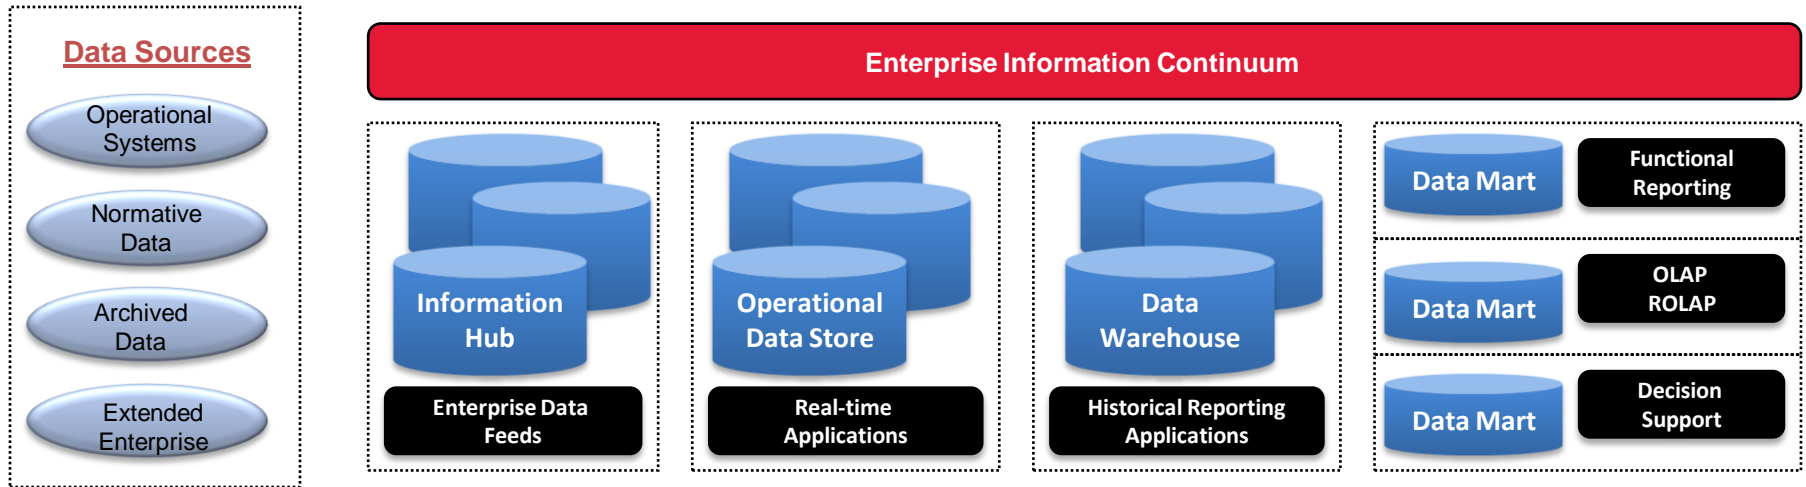 Data Sources
Operational
Systems
Normative
Data
Archived
Data
Extended
Enterprise
Enterprise Information Continuum
Information
Hub
Enterprise Data
Feeds
Operational
Data Store
Real-time
Applications
Data
Warehouse
Historical Reporting
Applications
Data Mart
Functional
Reporting
Data Mart
OLAP
ROLAP
Data Mart
Decision
Support